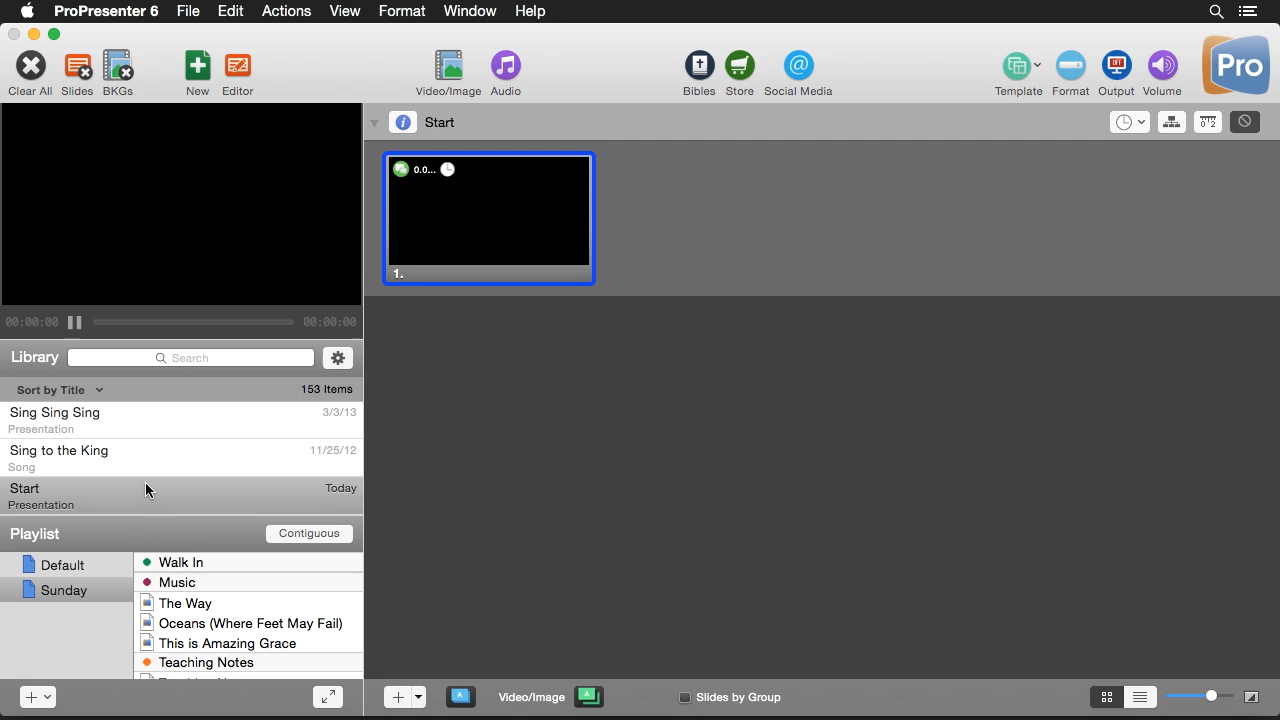 ProPresenter 6 File Edit Actions View Format Window Help
Clear All Slides BKGs New Editor Video/Image Audio Bibles Store Social Media Template Format Output Volume
Pro
Start
0.0...
1.
00:00:00 00:00:00
Library Search
Sort by Title 153 Items
Sing Sing Sing 3/3/13
Presentation
Sing to the King 11/25/12
Song
Start Today
Presentation
Playlist Contiguous
Default
Sunday
Walk In
Music
The Way
Oceans (Where Feet May Fail)
This is Amazing Grace
Teaching Notes
Video/Image Slides by Group